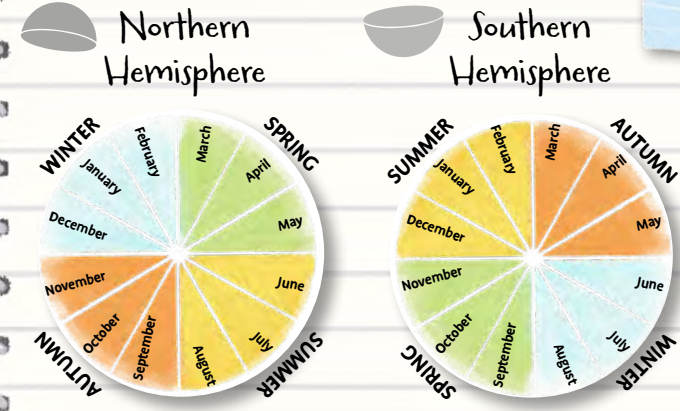 Northern
Hemisphere
WINTER
SPRING
SUMMER
AUTUMN
March
April
May
June
July
August
September
October
November
December
January
February
Southern
Hemisphere
SUMMER
AUTUMN
WINTER
SPRING
March
April
May
June
July
August
September
October
November
December
January
February